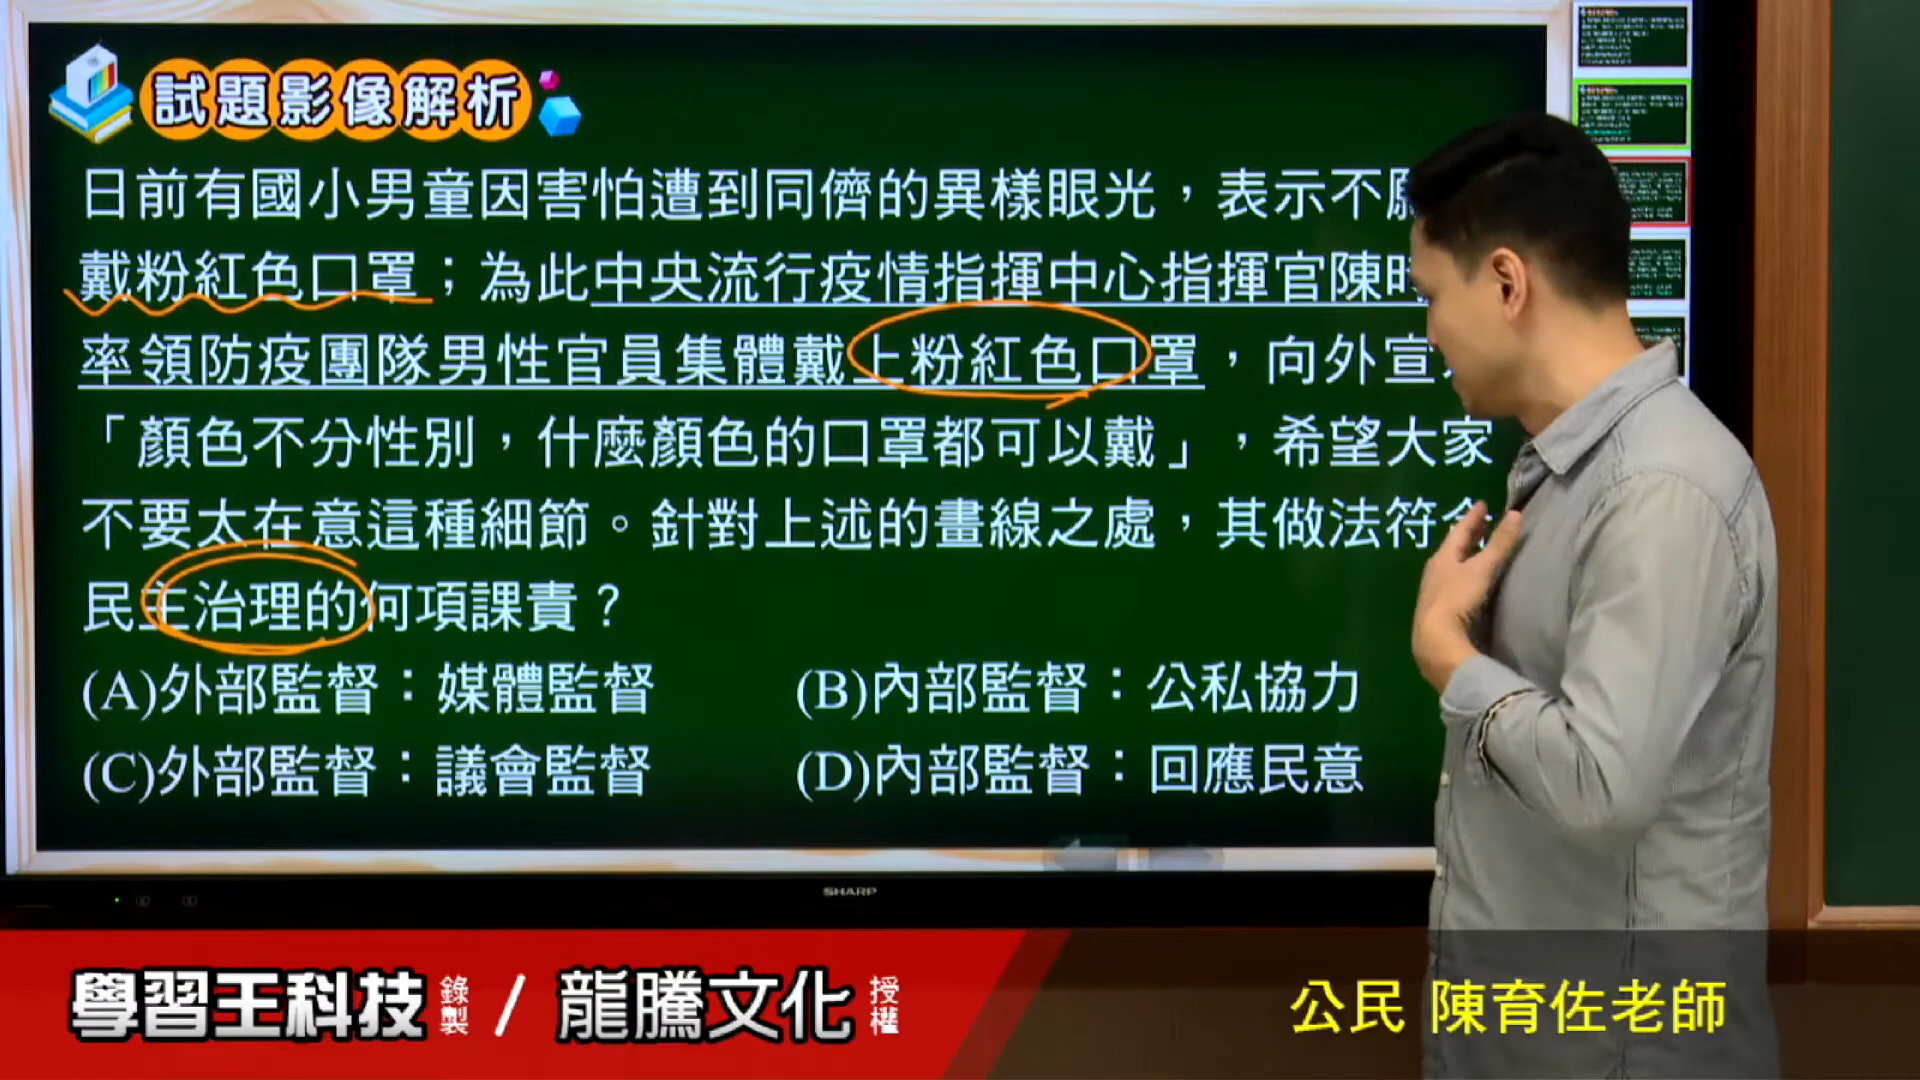 試題影像解析
日前有國小男童因害怕遭到同儕的異樣眼光，表示不
戴粉紅色口罩；為此中央流行疫情指揮中心指揮官陳時
率領防疫團隊男性官員集體戴上粉紅色口罩，向外宣
「顏色不分性別，什麼顏色的口罩都可以戴」，希望大家
不要太在意這種細節。針對上述的畫線之處，其做法符合
民主治理的何項課責？
(A)外部監督：媒體監督 (B)內部監督：公私協力
(C)外部監督：議會監督 (D)內部監督：回應民意
SHARP
學習王科技 錄製 / 龍騰文化 授權
公民 陳育佐老師